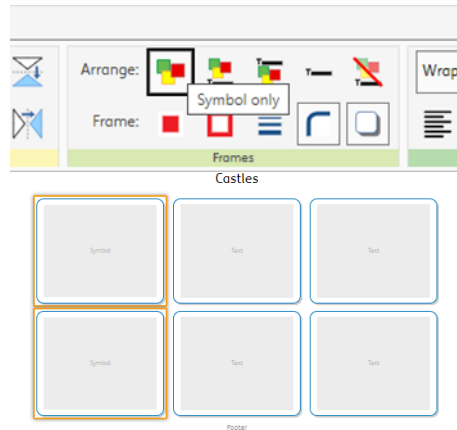 Arrange:
Wrap
Symbol only
Frame:
Frames
Castles
Symbol Text Text
Symbol Text Text
Footer